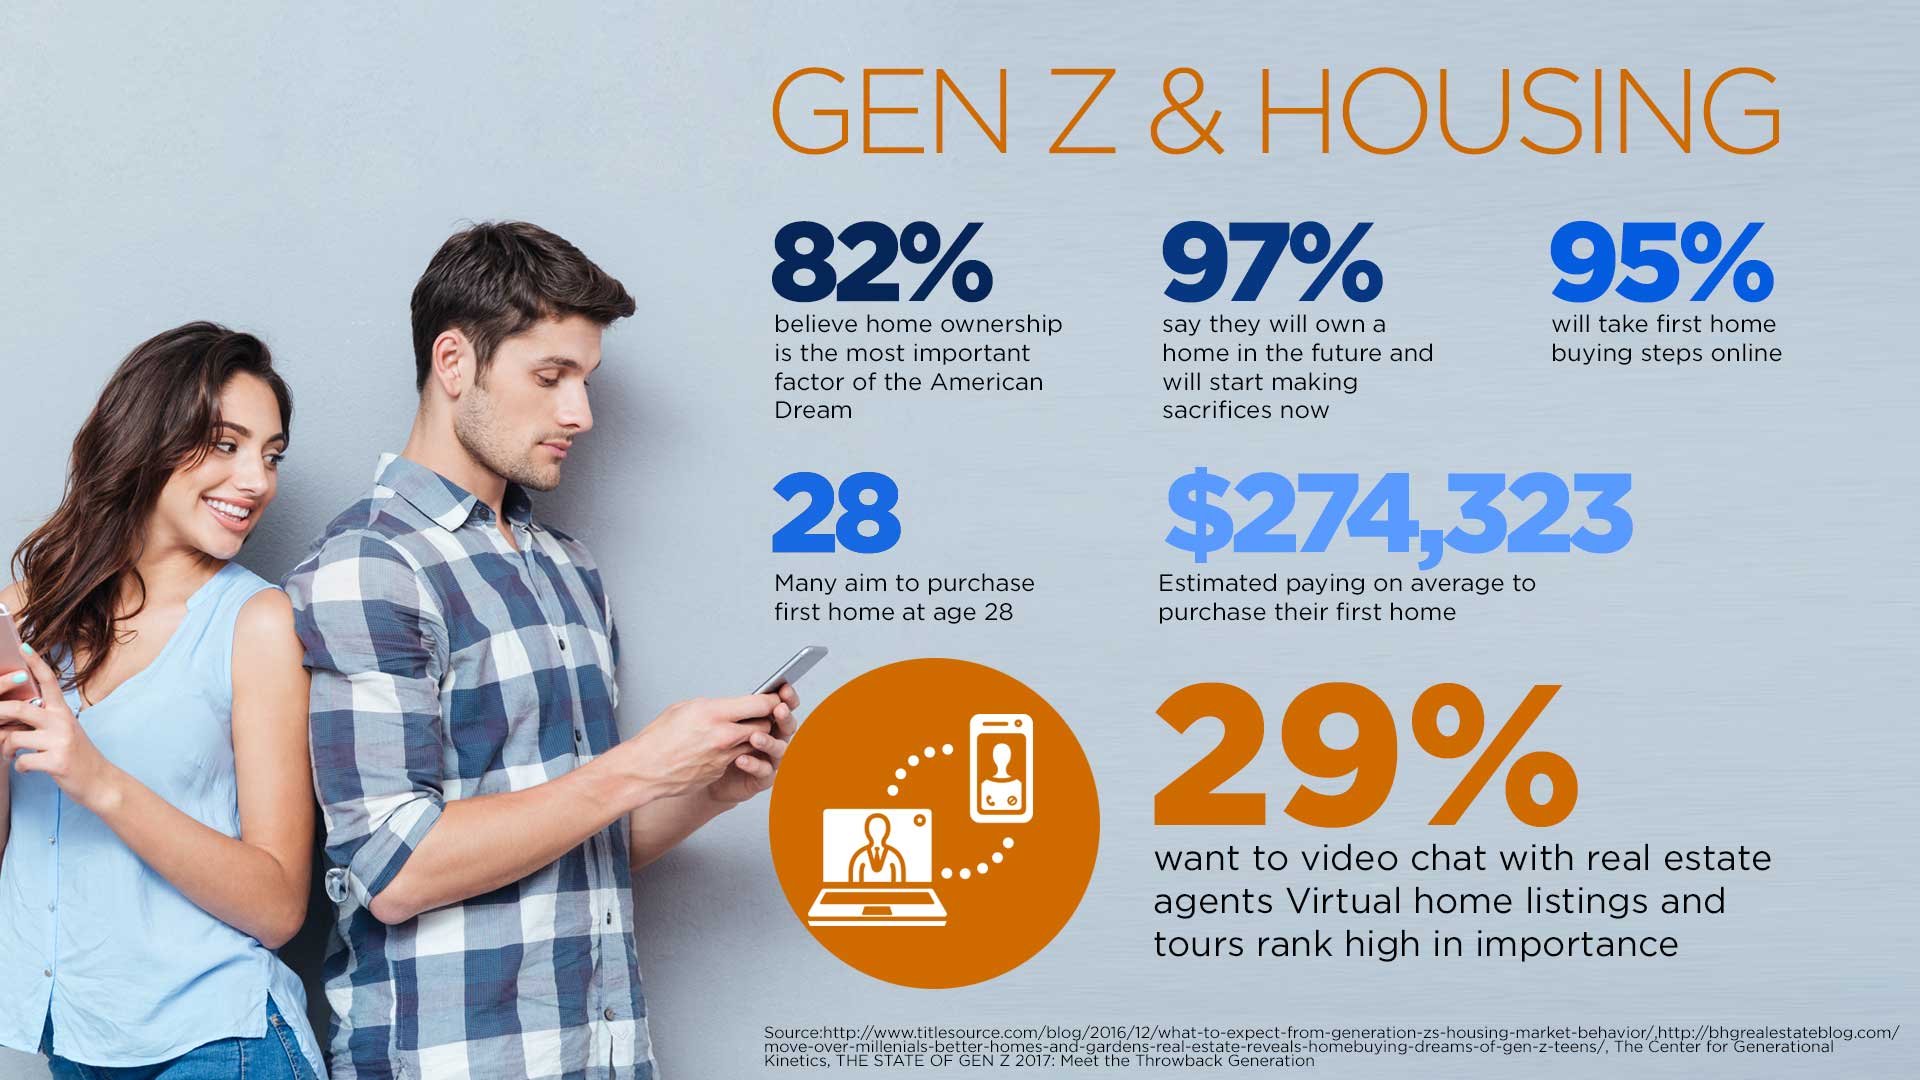 GEN Z & HOUSING
82%
believe home ownership
is the most important
factor of the American
Dream
97%
say they will own a
home in the future and
will start making
sacrifices now
95%
will take first home
buying steps online
28
Many aim to purchase
first home at age 28
$274,323
Estimated paying on average to
purchase their first home
29%
want to video chat with real estate
agents Virtual home listings and
tours rank high in importance
Source:http://www.titlesource.com/blog/2016/12/what-to-expect-from-generation-zs-housing-market-behavior/,http://bhgrealestateblog.com/
move-over-millenials-better-homes-and-gardens-real-estate-reveals-homebuying-dreams-of-gen-z-teens/, The Center for Generational
Kinetics, THE STATE OF GEN Z 2017: Meet the Throwback Generation